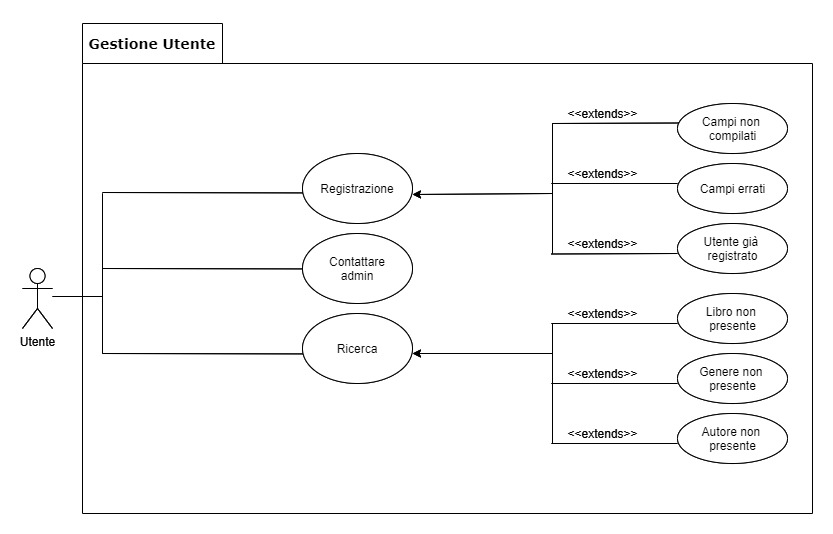 Gestione Utente
<<extends>>
Campi non
compilati
Registrazione
<<extends>>
Campi errati
<<extends>>
Utente già
registrato
Contattare
admin
Utente
<<extends>>
Libro non
presente
Ricerca
<<extends>>
Genere non
presente
<<extends>>
Autore non
presente